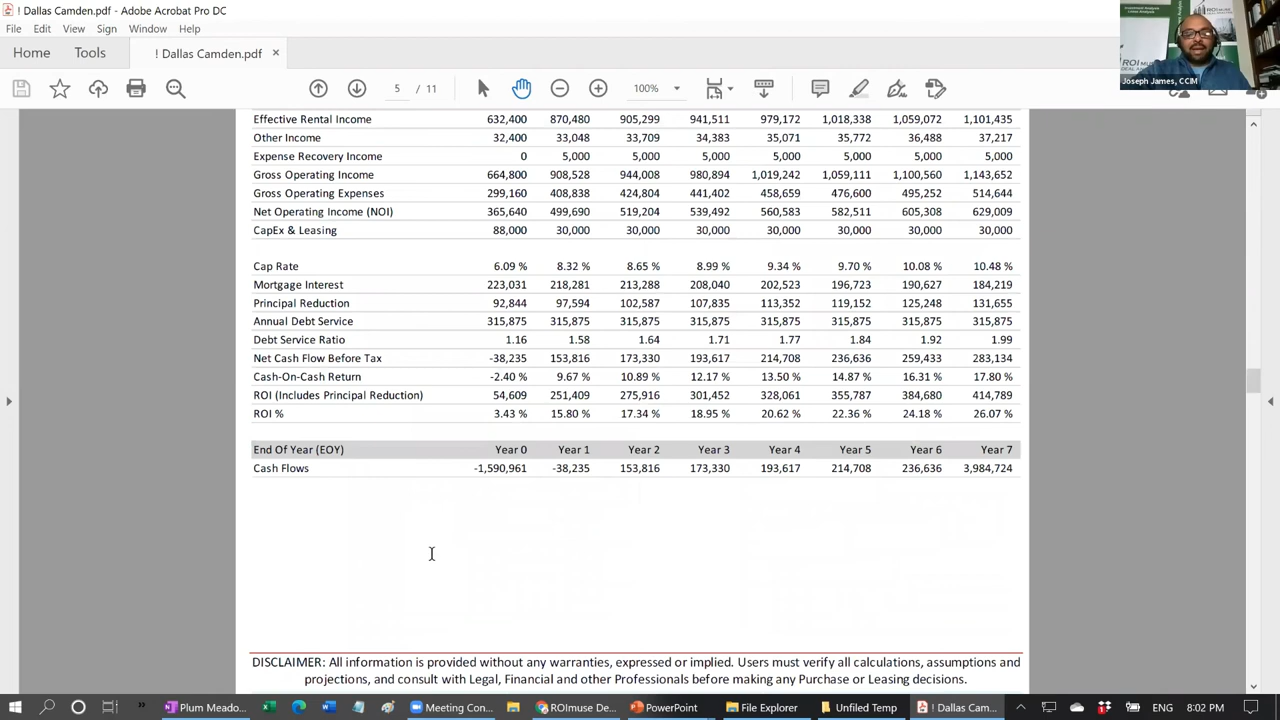 ! Dallas Camden.pdf - Adobe Acrobat Pro DC
File Edit View Sign Window Help
Home Tools ! Dallas Camden.pdf ×
5 / 11 100%
Joseph James, CCIM
Effective Rental Income 632,400 870,480 905,299 941,511 979,172 1,018,338 1,059,072 1,101,435
Other Income 32,400 33,048 33,709 34,383 35,071 35,772 36,488 37,217
Expense Recovery Income 0 5,000 5,000 5,000 5,000 5,000 5,000 5,000
Gross Operating Income 664,800 908,528 944,008 980,894 1,019,242 1,059,111 1,100,560 1,143,652
Gross Operating Expenses 299,160 408,838 424,804 441,402 458,659 476,600 495,252 514,644
Net Operating Income (NOI) 365,640 499,690 519,204 539,492 560,583 582,511 605,308 629,009
CapEx & Leasing 88,000 30,000 30,000 30,000 30,000 30,000 30,000 30,000
Cap Rate 6.09 % 8.32 % 8.65 % 8.99 % 9.34 % 9.70 % 10.08 % 10.48 %
Mortgage Interest 223,031 218,281 213,288 208,040 202,523 196,723 190,627 184,219
Principal Reduction 92,844 97,594 102,587 107,835 113,352 119,152 125,248 131,655
Annual Debt Service 315,875 315,875 315,875 315,875 315,875 315,875 315,875 315,875
Debt Service Ratio 1.16 1.58 1.64 1.71 1.77 1.84 1.92 1.99
Net Cash Flow Before Tax -38,235 153,816 173,330 193,617 214,708 236,636 259,433 283,134
Cash-On-Cash Return -2.40 % 9.67 % 10.89 % 12.17 % 13.50 % 14.87 % 16.31 % 17.80 %
ROI (Includes Principal Reduction) 54,609 251,409 275,916 301,452 328,061 355,787 384,680 414,789
ROI % 3.43 % 15.80 % 17.34 % 18.95 % 20.62 % 22.36 % 24.18 % 26.07 %
End Of Year (EOY) Year 0 Year 1 Year 2 Year 3 Year 4 Year 5 Year 6 Year 7
Cash Flows -1,590,961 -38,235 153,816 173,330 193,617 214,708 236,636 3,984,724
DISCLAIMER: All information is provided without any warranties, expressed or implied. Users must verify all calculations, assumptions and
projections, and consult with Legal, Financial and other Professionals before making any Purchase or Leasing decisions.
Plum Meado... Meeting Con... ROImuse De... PowerPoint File Explorer Unfiled Temp ! Dallas Cam... ENG 8:02 PM